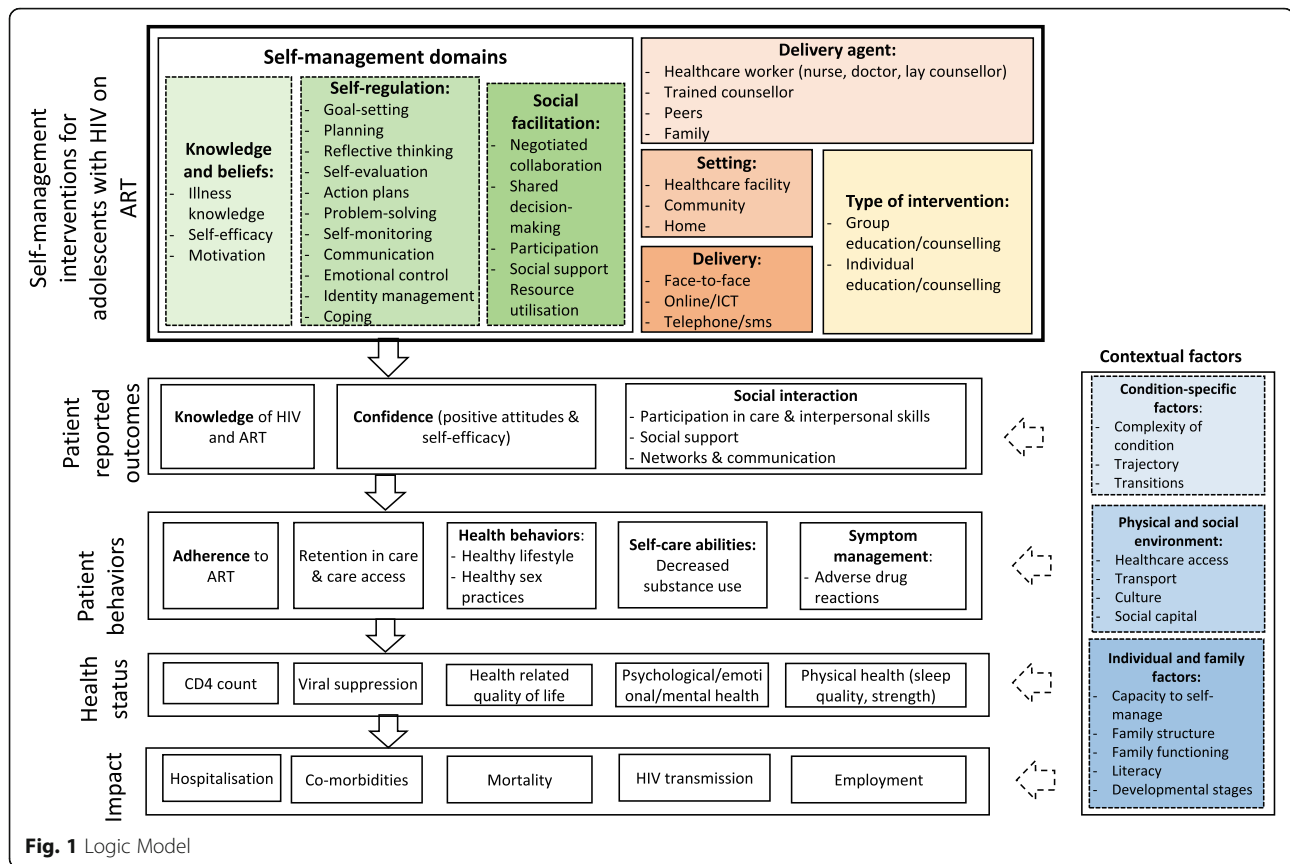 Self-management
interventions for
adolescents with HIV on
ART
Self-management domains
Knowledge
and beliefs:
- Illness
knowledge
- Self-efficacy
- Motivation
Self-regulation:
- Goal-setting
- Planning
- Reflective thinking
- Self-evaluation
- Action plans
- Problem-solving
- Self-monitoring
- Communication
- Emotional control
- Identity management
- Coping
Social
facilitation:
- Negotiated
collaboration
- Shared
decision-
making
- Participation
- Social support
Resource
utilisation
Delivery agent:
- Healthcare worker (nurse, doctor, lay counsellor)
- Trained counsellor
- Peers
- Family
Setting:
- Healthcare facility
- Community
- Home
Delivery:
- Face-to-face
- Online/ICT
- Telephone/sms
Type of intervention:
- Group
education/counselling
- Individual
education/counselling
Patient
reported
outcomes
Knowledge of HIV
and ART
Confidence (positive attitudes &
self-efficacy)
Social interaction
- Participation in care & interpersonal skills
- Social support
- Networks & communication
Patient
behaviors
Adherence to
ART
Retention in care
& care access
Health behaviors:
- Healthy lifestyle
- Healthy sex
practices
Self-care abilities:
Decreased
substance use
Symptom
management:
- Adverse drug
reactions
Health
status
CD4 count
Viral suppression
Health related
quality of life
Psychological/emoti
onal/mental health
Physical health (sleep
quality, strength)
Impact
Hospitalisation
Co-morbidities
Mortality
HIV transmission
Employment
Contextual factors
Condition-specific
factors:
- Complexity of
condition
- Trajectory
- Transitions
Physical and social
environment:
- Healthcare access
- Transport
- Culture
- Social capital
Individual and family
factors:
- Capacity to self-
manage
- Family structure
- Family functioning
- Literacy
- Developmental stages
Fig. 1 Logic Model